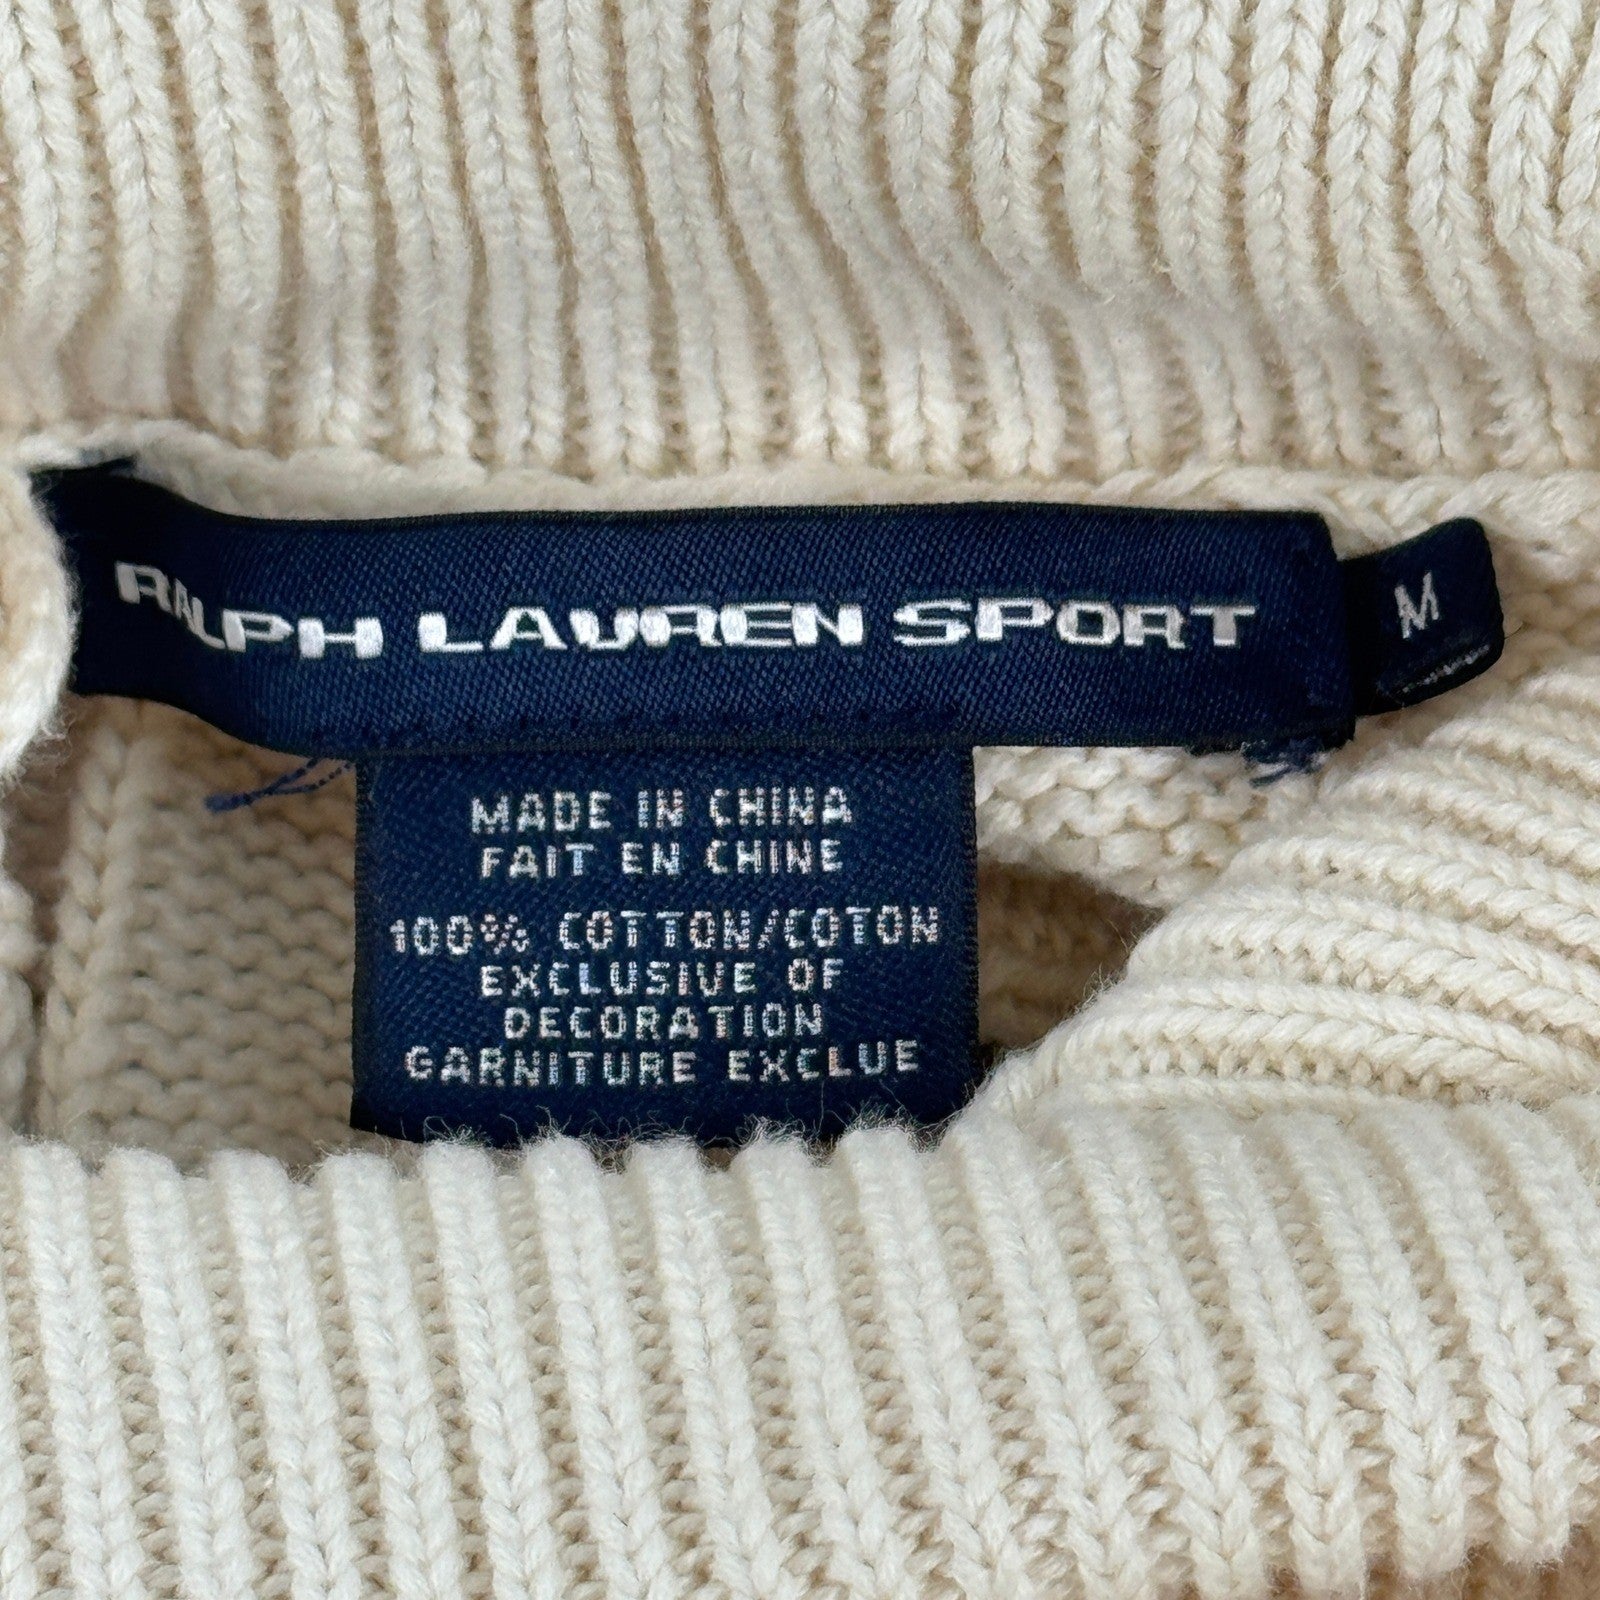 RALPH LAUREN SPORT
M
MADE IN CHINA
FAIT EN CHINE
100% COTTON/COTON
EXCLUSIVE OF
DECORATION
GARNITURE EXCLUE